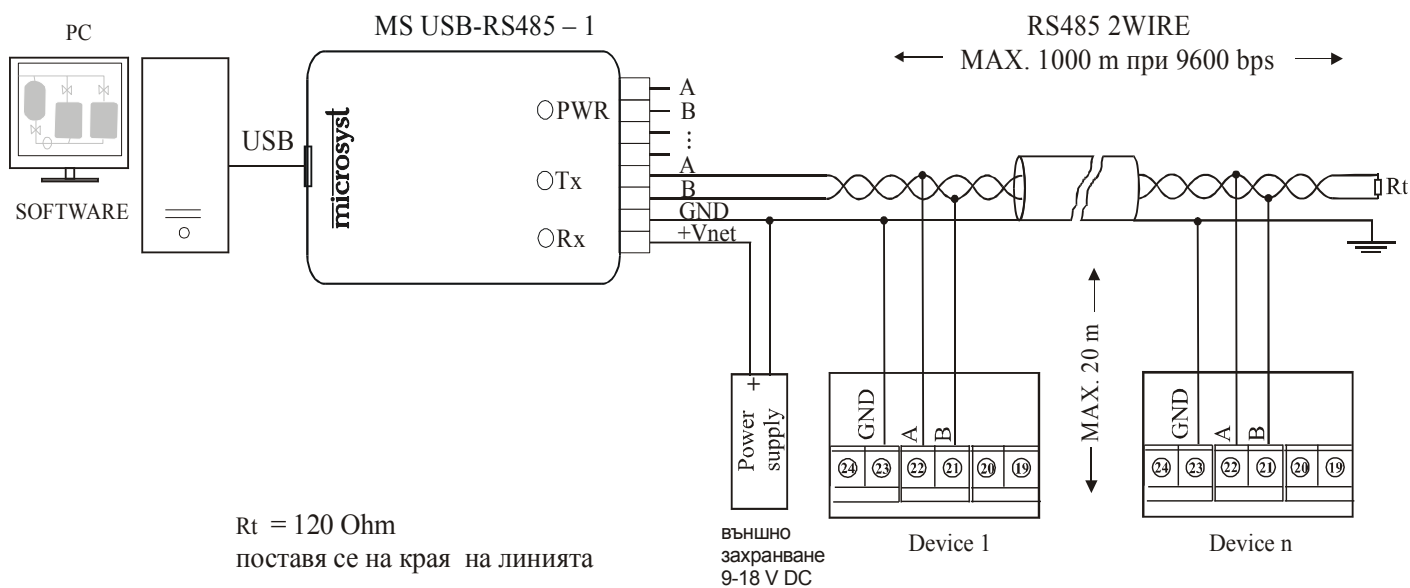 PC
MS USB-RS485 – 1
RS485 2WIRE
MAX. 1000 m при 9600 bps
microsyst
PWR
Tx
Rx
USB
SOFTWARE
A
B
...
A
B
GND
+Vnet
Rt
MAX. 20 m
+
Power
supply
GND
A
B
24 23 22 21 20 19
GND
A
B
24 23 22 21 20 19
Device 1
Device n
Rt = 120 Ohm
поставя се на края на линията
външно
захранване
9-18 V DC